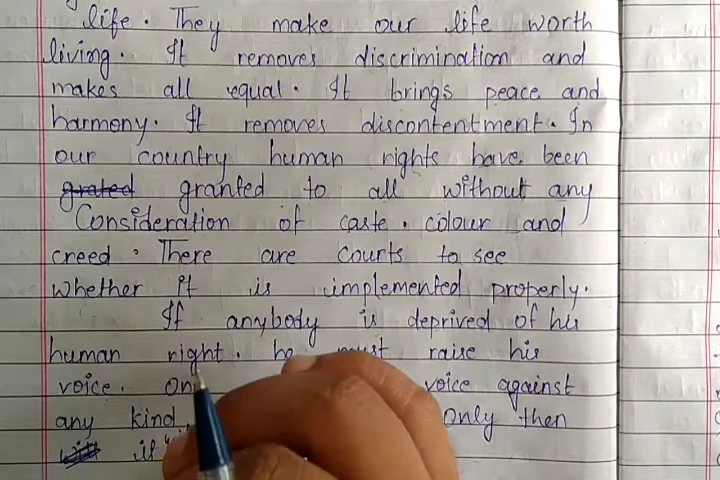 life. They make our life worth
living. It removes discrimination and
makes all equal. It brings peace and
harmony. It removes discontentment. In
our country human rights have been
grated granted to all without any
Consideration of caste. colour and
creed. There are courts to see
whether it is implemented properly.
If anybody is deprived of his
human right. he must raise his
voice. voice against
any kind only then